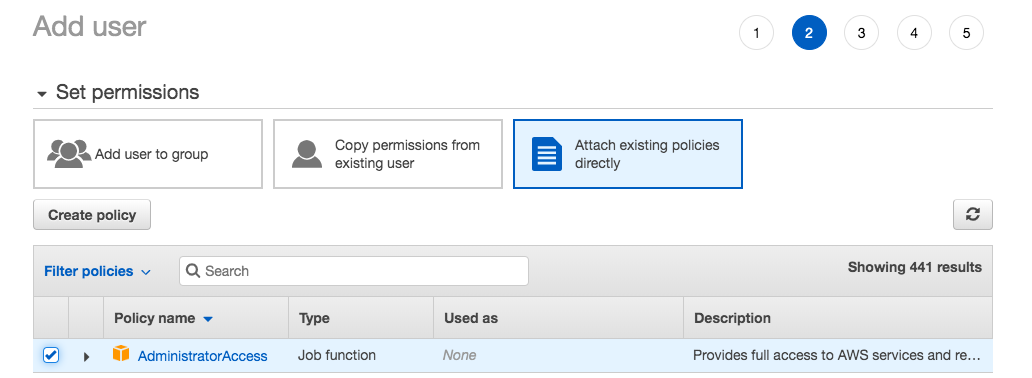 Add user
1 2 3 4 5
Set permissions
Add user to group
Copy permissions from
existing user
Attach existing policies
directly
Create policy
Filter policies
Search
Showing 441 results
Policy name Type Used as Description
AdministratorAccess Job function None Provides full access to AWS services and re…